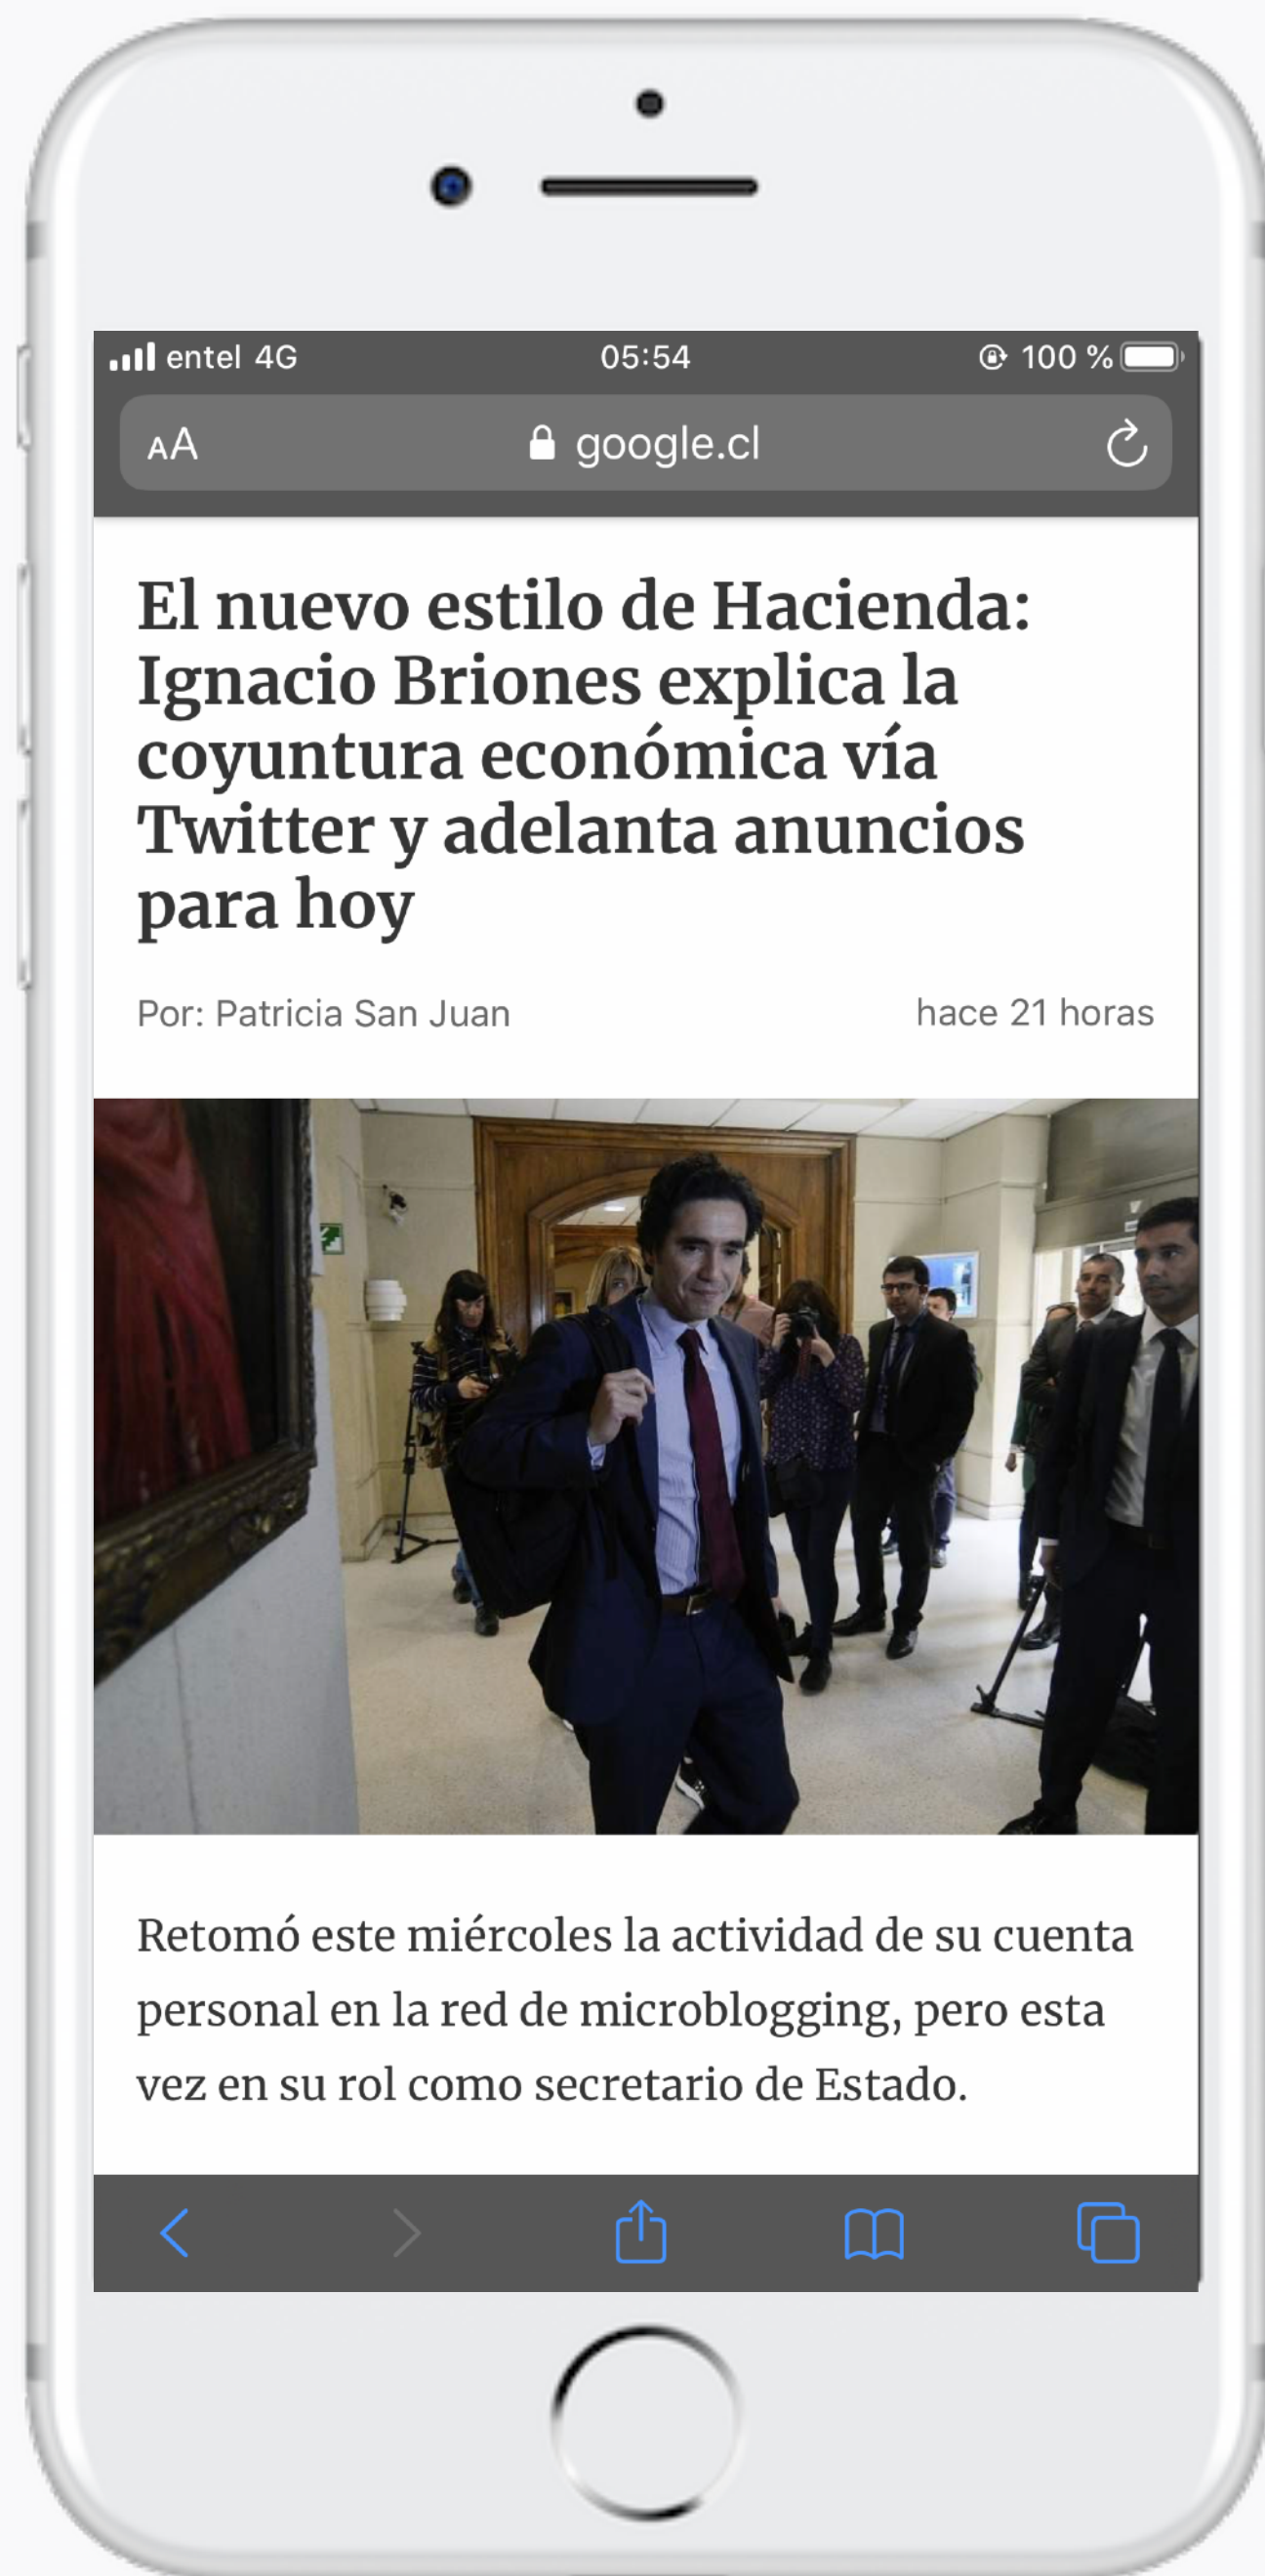 entel 4G 05:54 100 %
AA google.cl
El nuevo estilo de Hacienda:
Ignacio Briones explica la
coyuntura económica vía
Twitter y adelanta anuncios
para hoy
Por: Patricia San Juan hace 21 horas
Retomó este miércoles la actividad de su cuenta
personal en la red de microblogging, pero esta
vez en su rol como secretario de Estado.